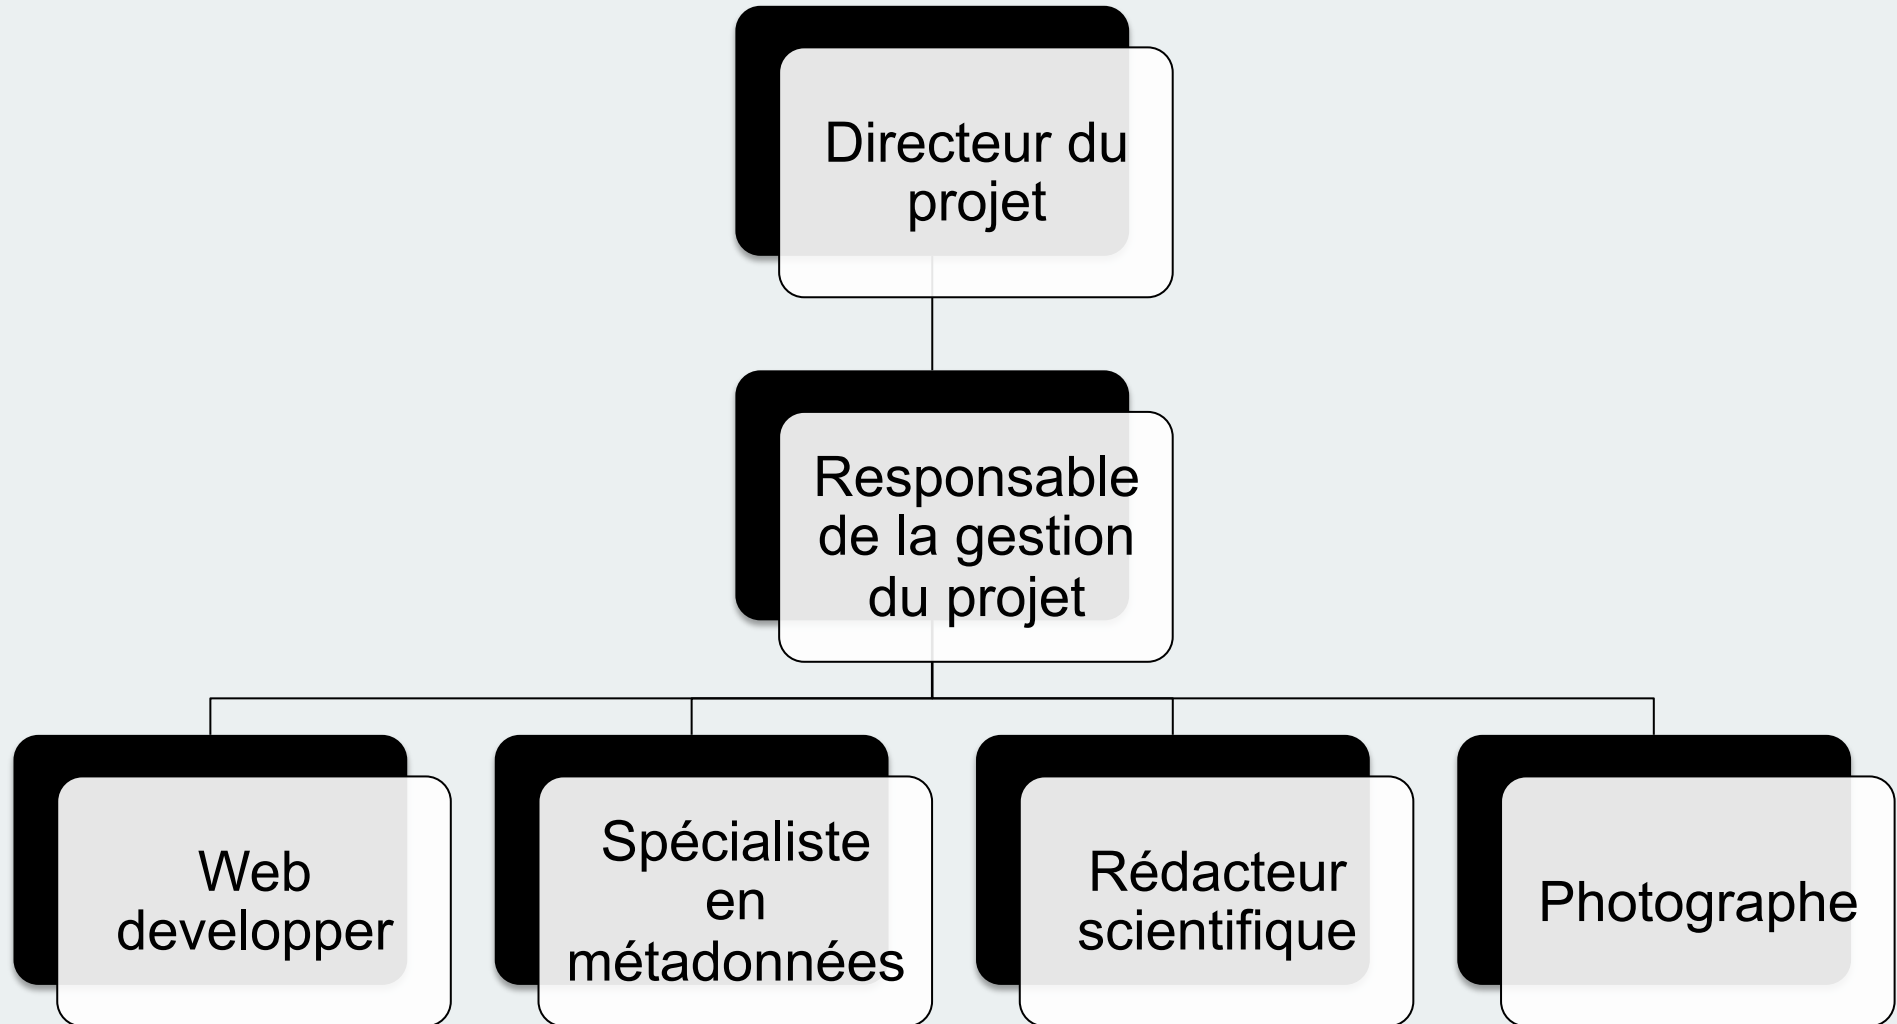 Directeur du
projet
Responsable
de la gestion
du projet
Web
developper
Spécialiste
en
métadonnées
Rédacteur
scientifique
Photographe